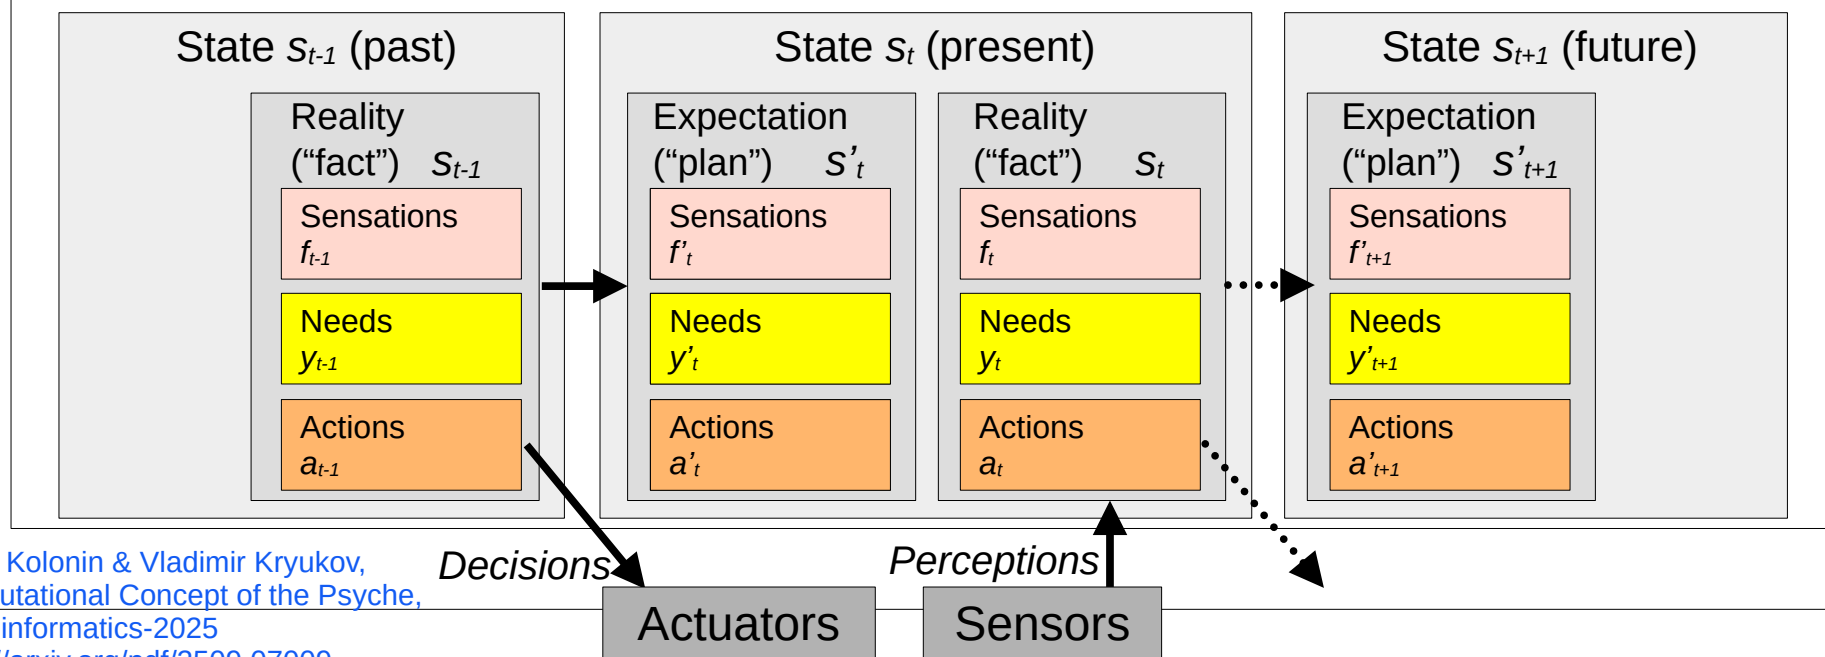 State st-1 (past)
State st (present)
State st+1 (future)
Reality
(“fact”) st-1
Sensations
ft-1
Needs
yt-1
Actions
at-1
Expectation
(“plan”) s’t
Sensations
f’t
Needs
y’t
Actions
a’t
Reality
(“fact”) st
Sensations
ft
Needs
yt
Actions
at
Expectation
(“plan”) s’t+1
Sensations
f’t+1
Needs
y’t+1
Actions
a’t+1
Decisions
Perceptions
Actuators
Sensors
Kolonin & Vladimir Kryukov,
utational Concept of the Psyche,
informatics-2025